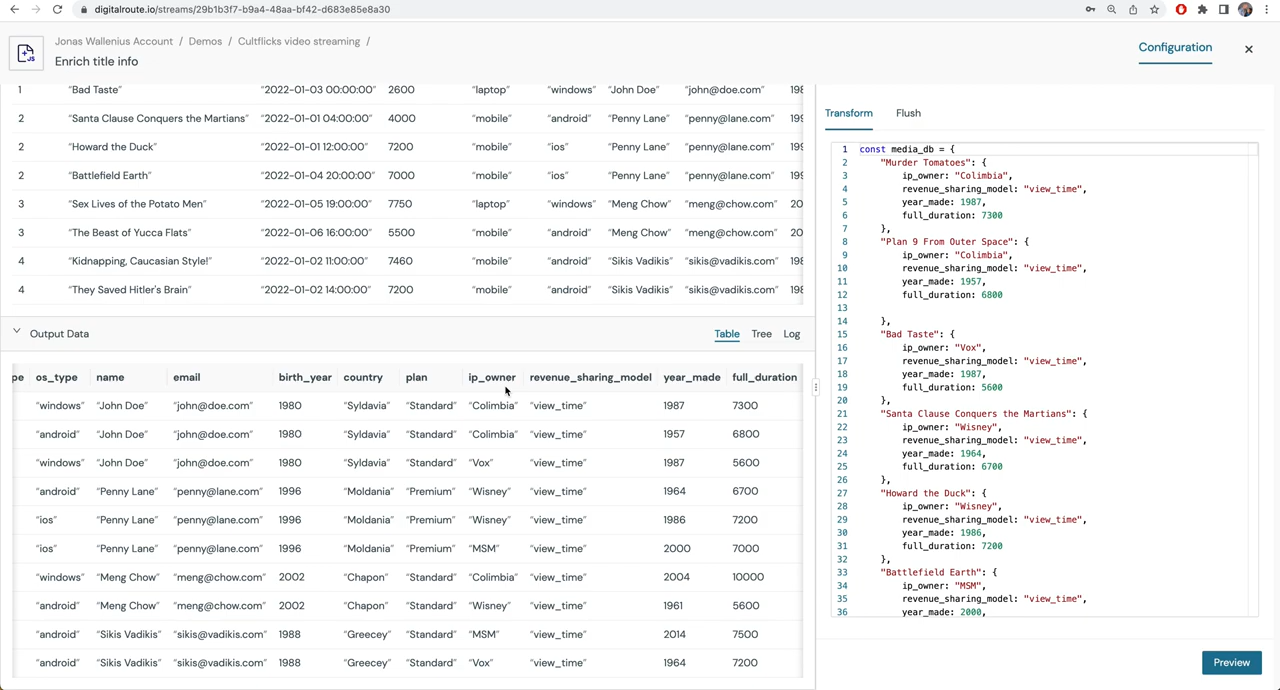 digitalroute.io/streams/29b1b3f7-b9a4-48aa-bf42-d683e85e8a30
Jonas Wallenius Account / Demos / Cultflicks video streaming /
Enrich title info
Configuration
1 "Bad Taste" "2022-01-03 00:00:00" 2600 "laptop" "windows" "John Doe" "john@doe.com" 198
2 "Santa Clause Conquers the Martians" "2022-01-01 04:00:00" 4000 "mobile" "android" "Penny Lane" "penny@lane.com" 199
2 "Howard the Duck" "2022-01-01 12:00:00" 7200 "mobile" "ios" "Penny Lane" "penny@lane.com" 199
2 "Battlefield Earth" "2022-01-04 20:00:00" 7000 "mobile" "ios" "Penny Lane" "penny@lane.com" 199
3 "Sex Lives of the Potato Men" "2022-01-05 19:00:00" 7750 "laptop" "windows" "Meng Chow" "meng@chow.com" 20
3 "The Beast of Yucca Flats" "2022-01-06 16:00:00" 5500 "mobile" "android" "Meng Chow" "meng@chow.com" 20
4 "Kidnapping, Caucasian Style!" "2022-01-02 11:00:00" 7460 "mobile" "android" "Sikis Vadikis" "sikis@vadikis.com" 198
4 "They Saved Hitler's Brain" "2022-01-02 14:00:00" 7200 "mobile" "android" "Sikis Vadikis" "sikis@vadikis.com" 198
Output Data Table Tree Log
pe os_type name email birth_year country plan ip_owner revenue_sharing_model year_made full_duration
"windows" "John Doe" "john@doe.com" 1980 "Syldavia" "Standard" "Colimbia" "view_time" 1987 7300
"android" "John Doe" "john@doe.com" 1980 "Syldavia" "Standard" "Colimbia" "view_time" 1957 6800
"windows" "John Doe" "john@doe.com" 1980 "Syldavia" "Standard" "Vox" "view_time" 1987 5600
"android" "Penny Lane" "penny@lane.com" 1996 "Moldania" "Premium" "Wisney" "view_time" 1964 6700
"ios" "Penny Lane" "penny@lane.com" 1996 "Moldania" "Premium" "Wisney" "view_time" 1986 7200
"ios" "Penny Lane" "penny@lane.com" 1996 "Moldania" "Premium" "MSM" "view_time" 2000 7000
"windows" "Meng Chow" "meng@chow.com" 2002 "Chapon" "Standard" "Colimbia" "view_time" 2004 10000
"android" "Meng Chow" "meng@chow.com" 2002 "Chapon" "Standard" "Wisney" "view_time" 1961 5600
"android" "Sikis Vadikis" "sikis@vadikis.com" 1988 "Greecey" "Standard" "MSM" "view_time" 2014 7500
"android" "Sikis Vadikis" "sikis@vadikis.com" 1988 "Greecey" "Standard" "Vox" "view_time" 1964 7200
Transform Flush
1 const media_db = {
2 "Murder Tomatoes": {
3 ip_owner: "Colimbia",
4 revenue_sharing_model: "view_time",
5 year_made: 1987,
6 full_duration: 7300
7 },
8 "Plan 9 From Outer Space": {
9 ip_owner: "Colimbia",
10 revenue_sharing_model: "view_time",
11 year_made: 1957,
12 full_duration: 6800
13
14 },
15 "Bad Taste": {
16 ip_owner: "Vox",
17 revenue_sharing_model: "view_time",
18 year_made: 1987,
19 full_duration: 5600
20 },
21 "Santa Clause Conquers the Martians": {
22 ip_owner: "Wisney",
23 revenue_sharing_model: "view_time",
24 year_made: 1964,
25 full_duration: 6700
26 },
27 "Howard the Duck": {
28 ip_owner: "Wisney",
29 revenue_sharing_model: "view_time",
30 year_made: 1986,
31 full_duration: 7200
32 },
33 "Battlefield Earth": {
34 ip_owner: "MSM",
35 revenue_sharing_model: "view_time",
36 year_made: 2000,
Preview